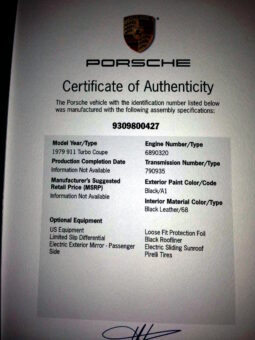 PORSCHE
Certificate of Authenticity
The Porsche vehicle with the identification number listed below
was manufactured with the following assembly specifications:
9309800427
Model Year/Type
1979 911 Turbo Coupe
Production Completion Date
Information Not Available
Manufacturer's Suggested
Retail Price (MSRP)
Information Not Available
Engine Number/Type
6890320
Transmission Number/Type
790935
Exterior Paint Color/Code
Black/A1
Interior Material Color/Type
Black Leather/68
Optional Equipment
US Equipment
Limited Slip Differential
Electric Exterior Mirror - Passenger
Side
Loose Fit Protection Foil
Black Roofliner
Electric Sliding Sunroof
Pirelli Tires